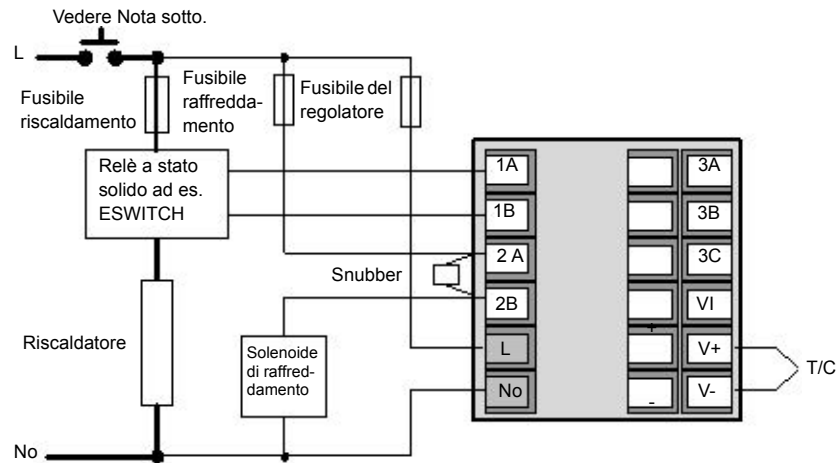 Vedere Nota sotto.
L
Fusibile
riscaldamento
Fusibile
raffredda-
mento
Fusibile del
regolatore
Relè a stato
solido ad es.
ESWITCH
1A
3A
1B
3B
2 A
3C
Snubber
2B
VI
+
Riscaldatore
Solenoide
di raffred-
damento
L
V+
T/C
No
-
V-
No